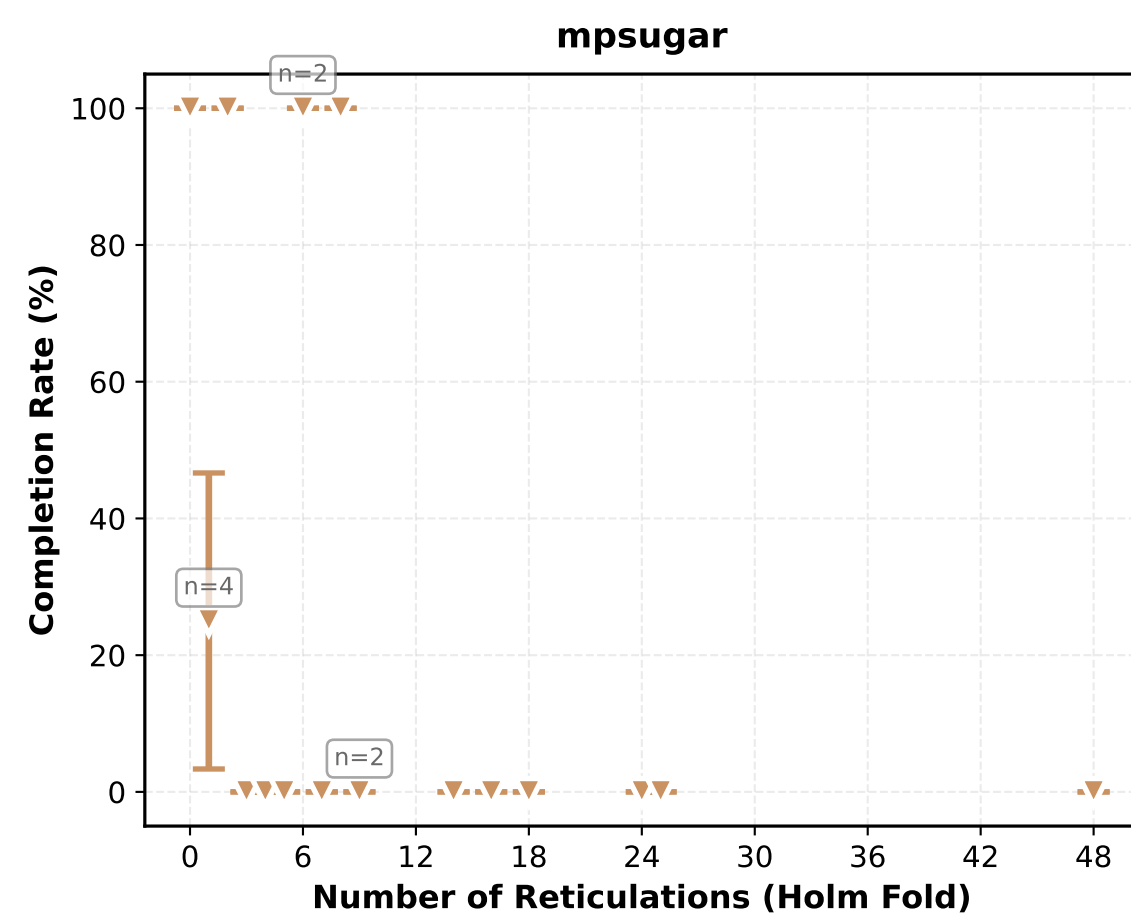 mpsugar
n=2
100
80
60
40
20
0
n=4
n=2
0 6 12 18 24 30 36 42 48
Number of Reticulations (Holm Fold)
Completion Rate (%)